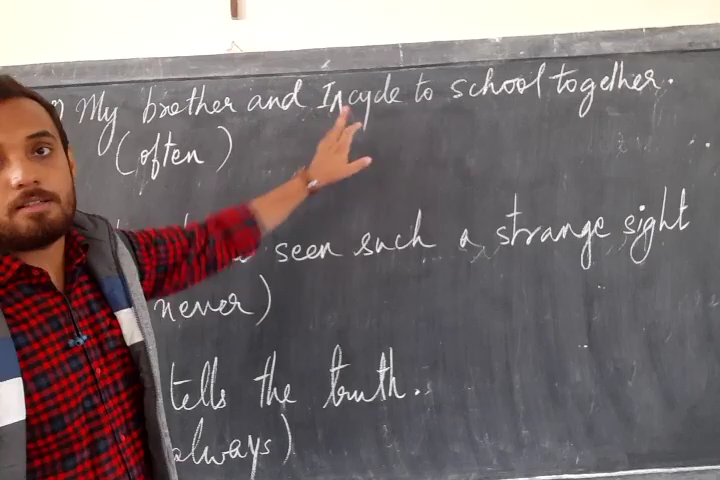 My brother and I cycle to school together.
(often)
seen such a strange sight
never)
tells the truth.
always)